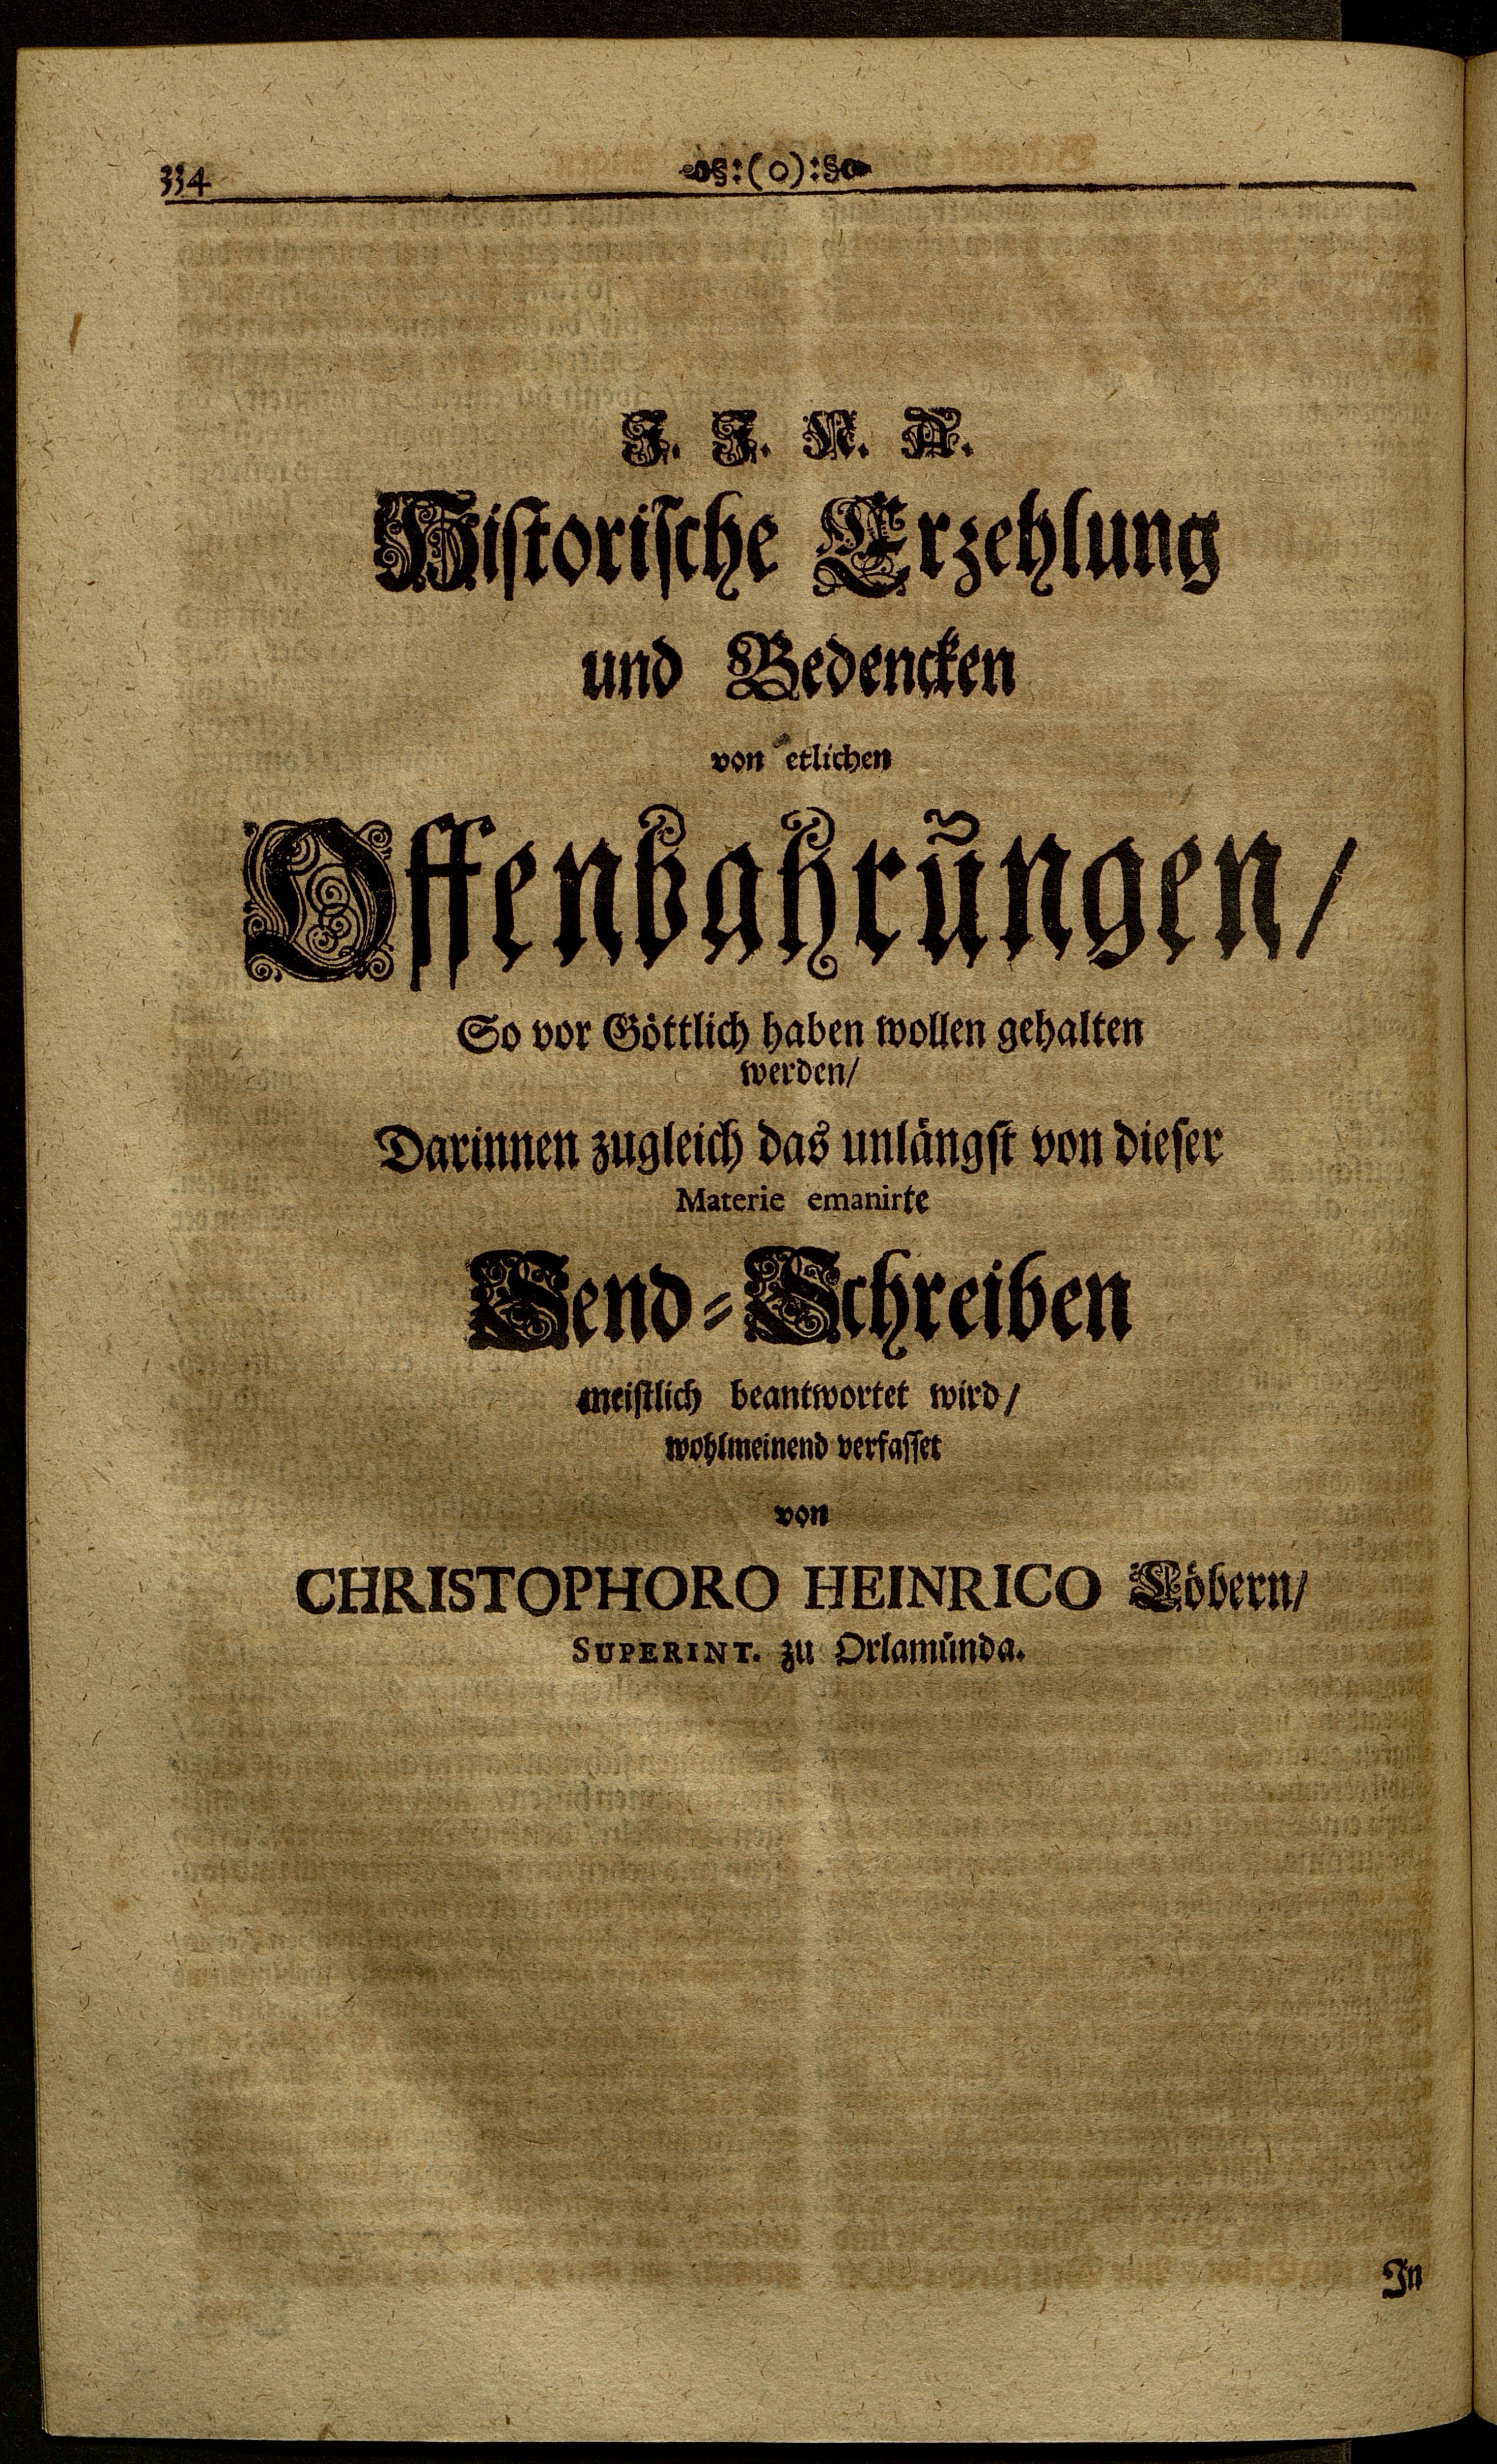 334 :(o):
J. J. N. A.
Historische Erzehlung
und Bedencken
von etlichen
Offenbahrũngen/
So vor Göttlich haben wollen gehalten
werden/
Darinnen zugleich das unlängst von dieser
Materie emanirte
Send-Schreiben
meistlich beantwortet wird/
wohlmeinend verfasset
von
CHRISTOPHORO HEINRICO Löbern/
SUPERINT. zu Orlamünda.
In